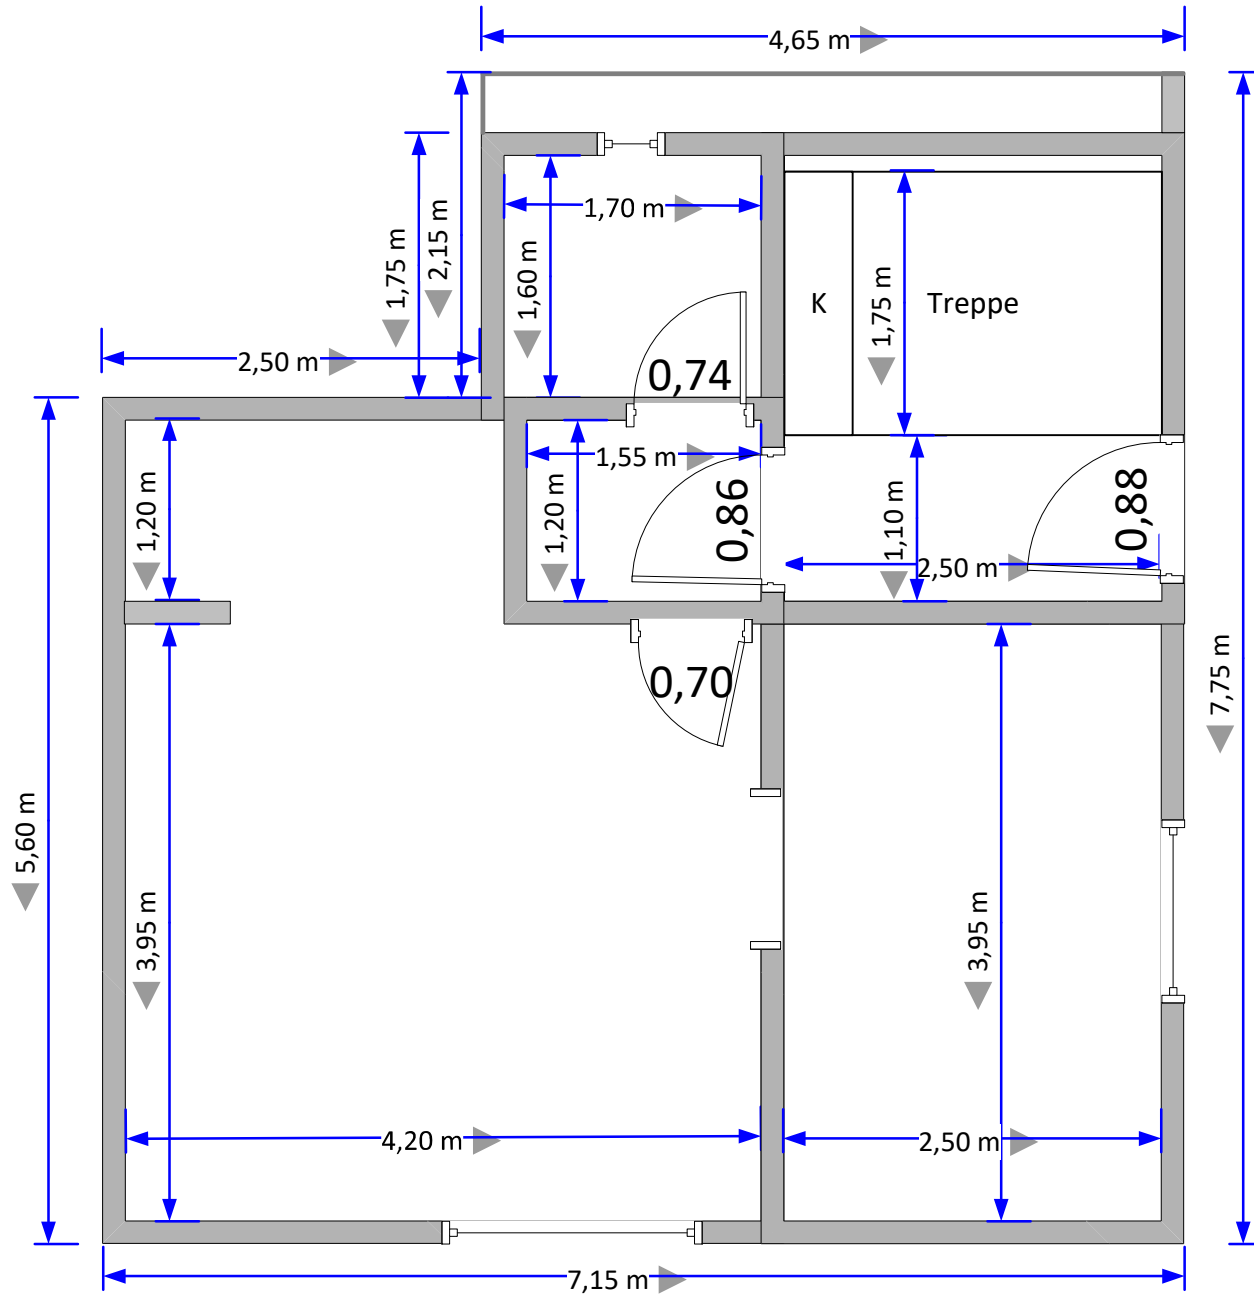 4,65 m
1,70 m
1,75 m
2,15 m
1,60 m
K
1,75 m
Treppe
2,50 m
0,74
1,55 m
1,20 m
1,20 m
0,86
1,10 m
0,88
2,50 m
0,70
7,75 m
5,60 m
3,95 m
3,95 m
4,20 m
2,50 m
7,15 m